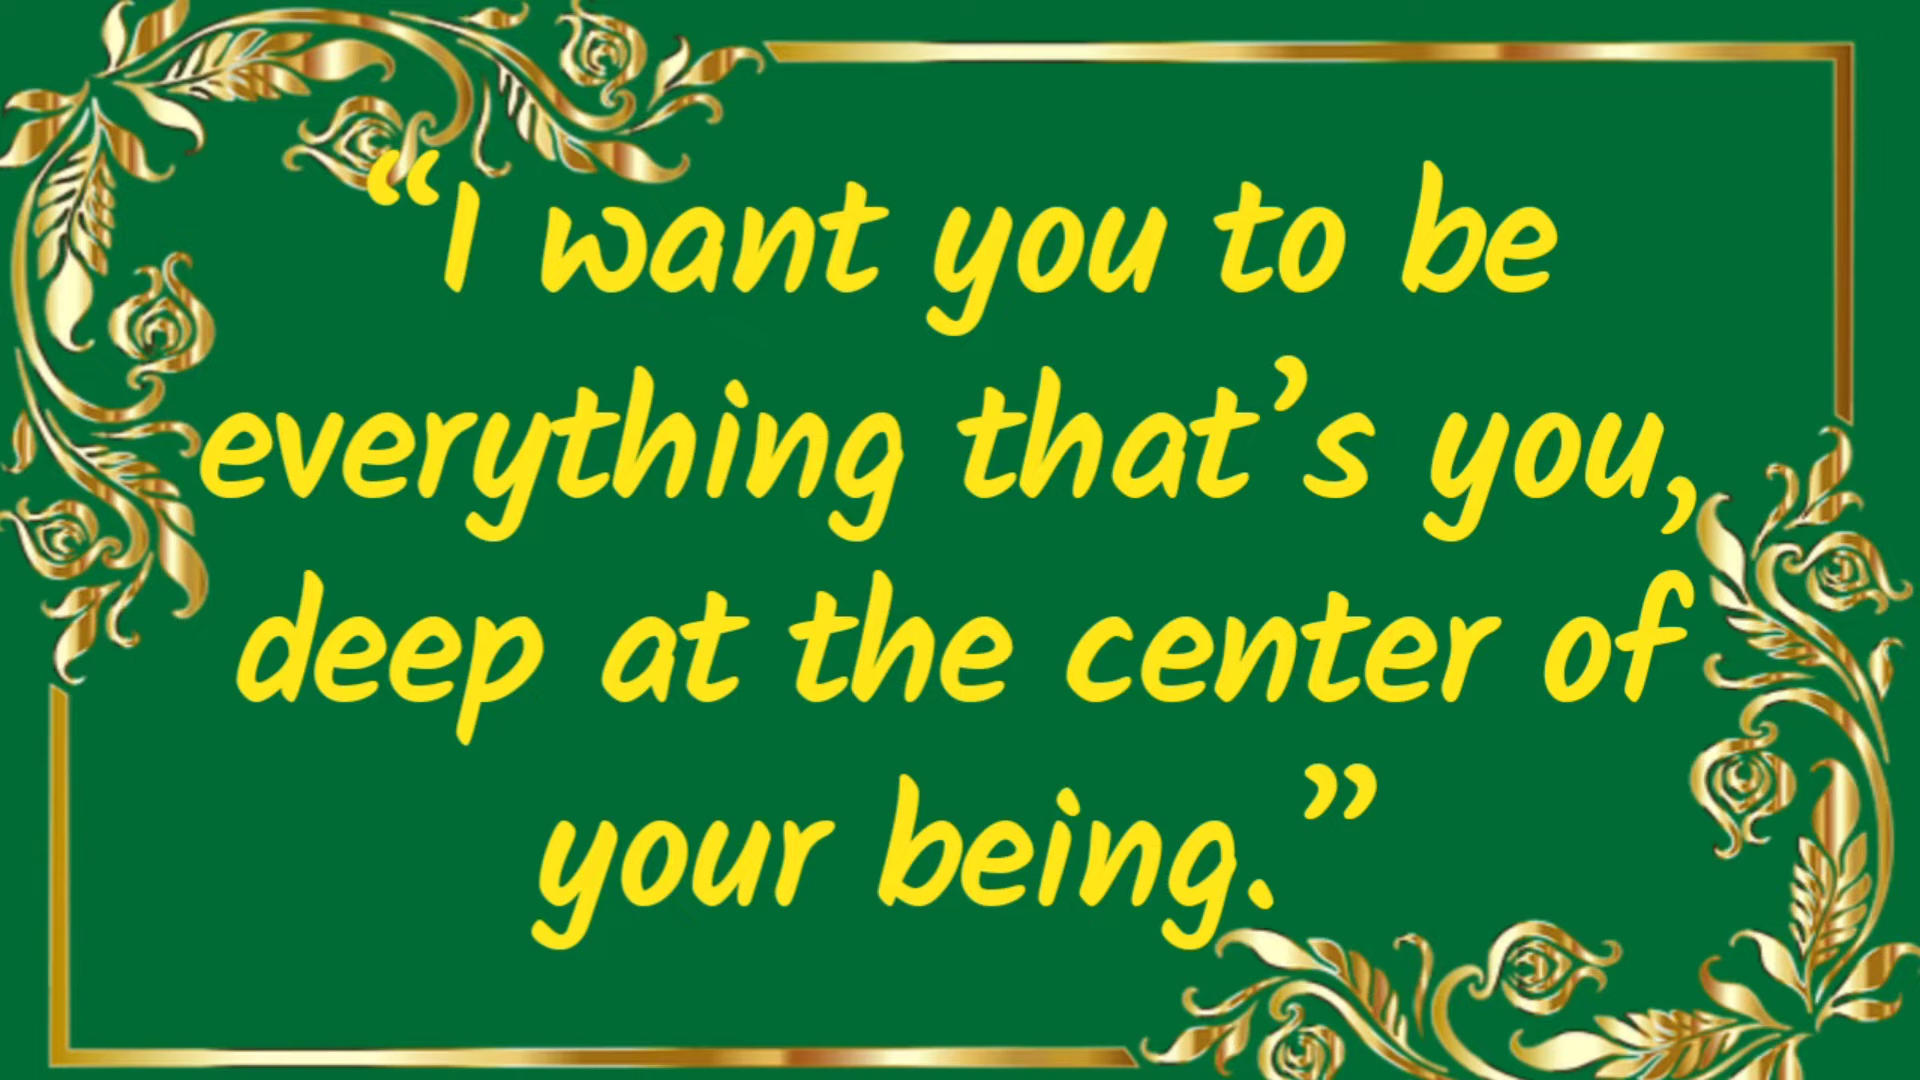 “I want you to be
everything that’s you,
deep at the center of
your being.”